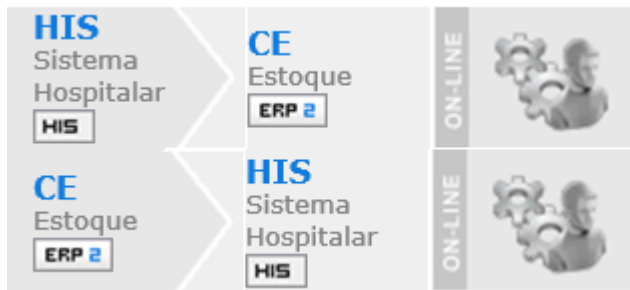 HIS
Sistema
Hospitalar
HIS
CE
Estoque
ERP 2
ON-LINE
CE
Estoque
ERP 2
HIS
Sistema
Hospitalar
HIS
ON-LINE